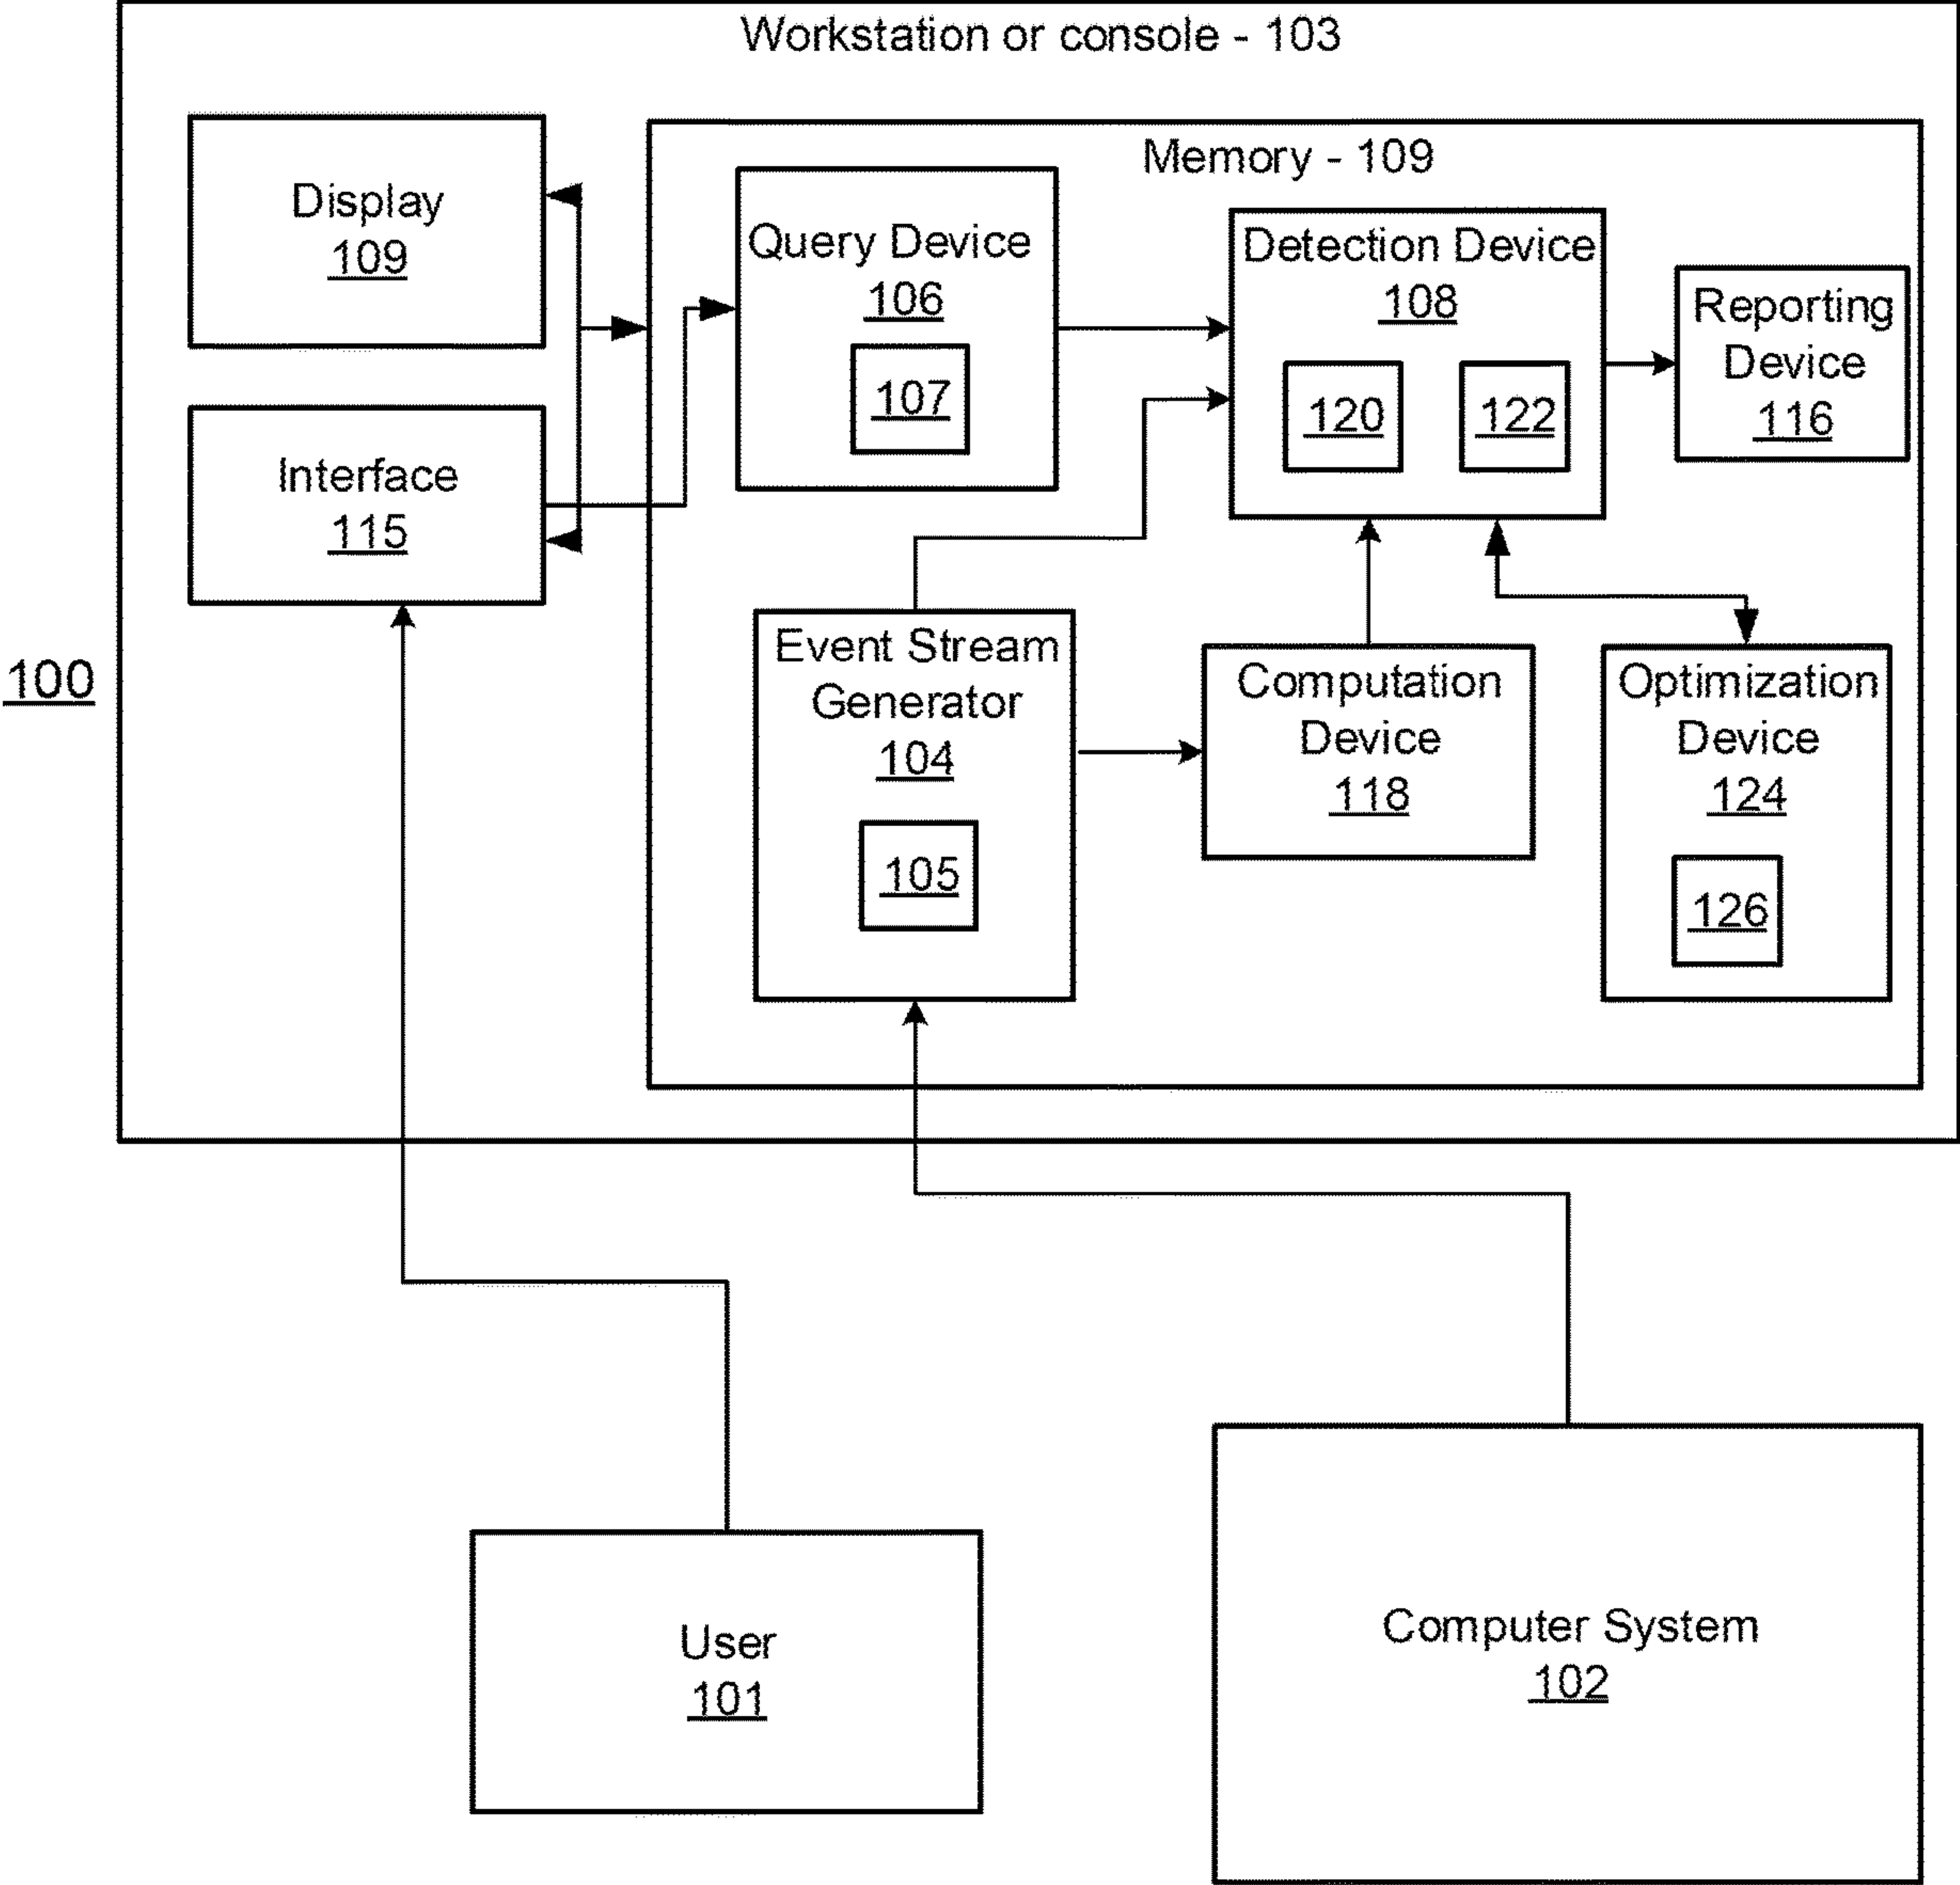 Workstation or console - 103
Memory - 109
Display
109
Query Device
106
107
Detection Device
108
120
122
Reporting
Device
116
Interface
115
100
Event Stream
Generator
104
105
Computation
Device
118
Optimization
Device
124
126
User
101
Computer System
102